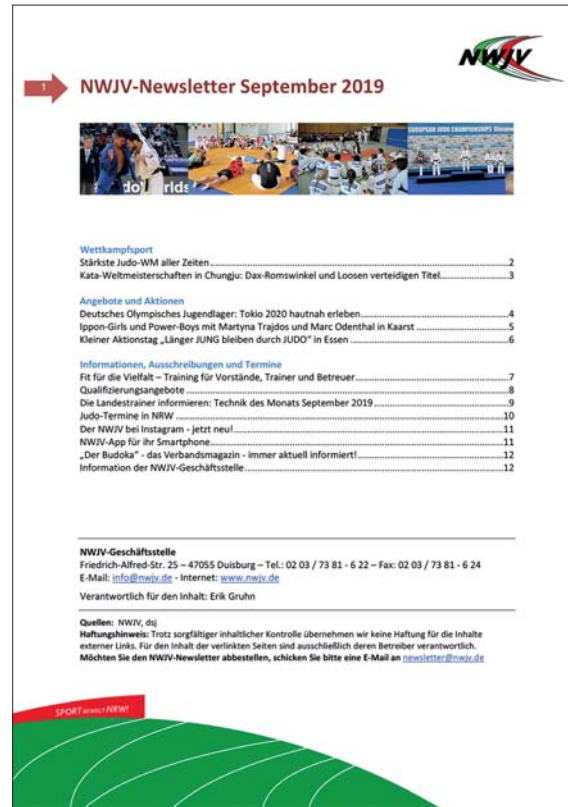 NWJV
1
NWJV-Newsletter September 2019
EUROPEAN JUDO CHAMPIONSHIPS
Wettkampfsport
Stärkste Judo-WM aller Zeiten 2
Kata-Weltmeisterschaften in Chungju: Dax-Romswinkel und Loosen verteidigen Titel 3
Angebote und Aktionen
Deutsches Olympisches Jugendlager: Tokio 2020 hautnah erleben 4
Ippon-Girls und Power-Boys mit Martyna Trajdos und Marc Odenthal in Kaarst 5
Kleiner Aktionstag „Länger JUNG bleiben durch JUDO“ in Essen 6
Informationen, Ausschreibungen und Termine
Fit für die Vielfalt – Training für Vorstände, Trainer und Betreuer 7
Qualifizierungsangebote 8
Die Landestrainer informieren: Technik des Monats September 2019 9
Judo-Termine in NRW 10
Der NWJV bei Instagram - jetzt neu! 11
NWJV-App für ihr Smartphone 11
„Der Budoka“ - das Verbandsmagazin - immer aktuell informiert! 12
Information der NWJV-Geschäftsstelle 12
NWJV-Geschäftsstelle
Friedrich-Alfred-Str. 25 – 47055 Duisburg – Tel.: 02 03 / 73 81 - 6 22 – Fax: 02 03 / 73 81 - 6 24
E-Mail: info@nwjv.de - Internet: www.nwjv.de
Verantwortlich für den Inhalt: Erik Gruhn
Quellen: NWJV, dsj
Haftungshinweis: Trotz sorgfältiger inhaltlicher Kontrolle übernehmen wir keine Haftung für die Inhalte
externer Links. Für den Inhalt der verlinkten Seiten sind ausschließlich deren Betreiber verantwortlich.
Möchten Sie den NWJV-Newsletter abbestellen, schicken Sie bitte eine E-Mail an newsletter@nwjv.de
SPORT BEWEGT NRW!